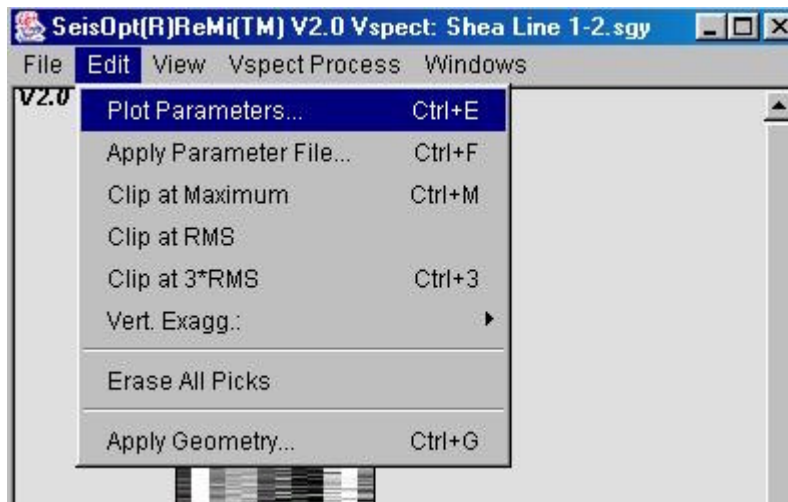 SeisOpt(R)ReMi(TM) V2.0 Vspect: Shea Line 1-2.sgy
File Edit View Vspect Process Windows
V2.0
Plot Parameters... Ctrl+E
Apply Parameter File... Ctrl+F
Clip at Maximum Ctrl+M
Clip at RMS
Clip at 3*RMS Ctrl+3
Vert. Exagg.:
Erase All Picks
Apply Geometry... Ctrl+G